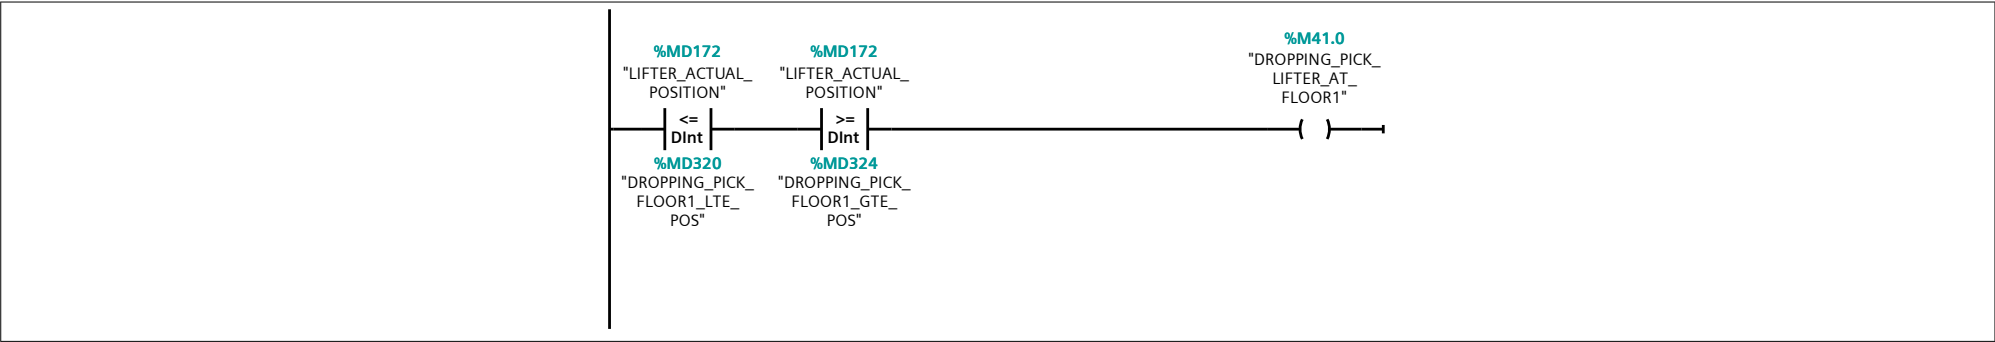 %MD172
"LIFTER_ACTUAL_
POSITION"
<=
DInt
%MD320
"DROPPING_PICK_
FLOOR1_LTE_
POS"
%MD172
"LIFTER_ACTUAL_
POSITION"
>=
DInt
%MD324
"DROPPING_PICK_
FLOOR1_GTE_
POS"
%M41.0
"DROPPING_PICK_
LIFTER_AT_
FLOOR1"